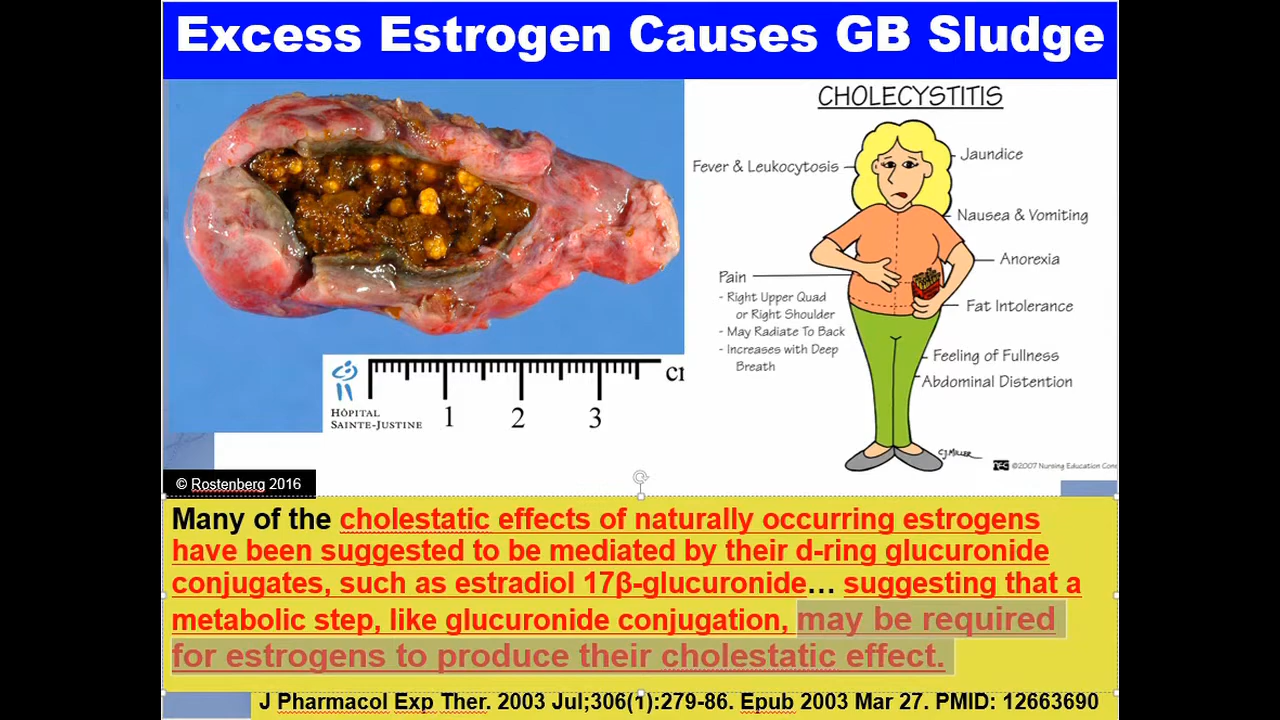 Excess Estrogen Causes GB Sludge
CHOLECYSTITIS
Fever & Leukocytosis
Jaundice
Nausea & Vomiting
Anorexia
Pain
- Right Upper Quad
or Right Shoulder
- May Radiate To Back
- Increases with Deep
Breath
Fat Intolerance
Feeling of Fullness
Abdominal Distention
HÔPITAL
SAINTE-JUSTINE
1 2 3
CJ MILLER
©2007 Nursing Education
© Rostenberg 2016
Many of the cholestatic effects of naturally occurring estrogens
have been suggested to be mediated by their d-ring glucuronide
conjugates, such as estradiol 17β-glucuronide… suggesting that a
metabolic step, like glucuronide conjugation, may be required
for estrogens to produce their cholestatic effect.
J Pharmacol Exp Ther. 2003 Jul;306(1):279-86. Epub 2003 Mar 27. PMID: 12663690